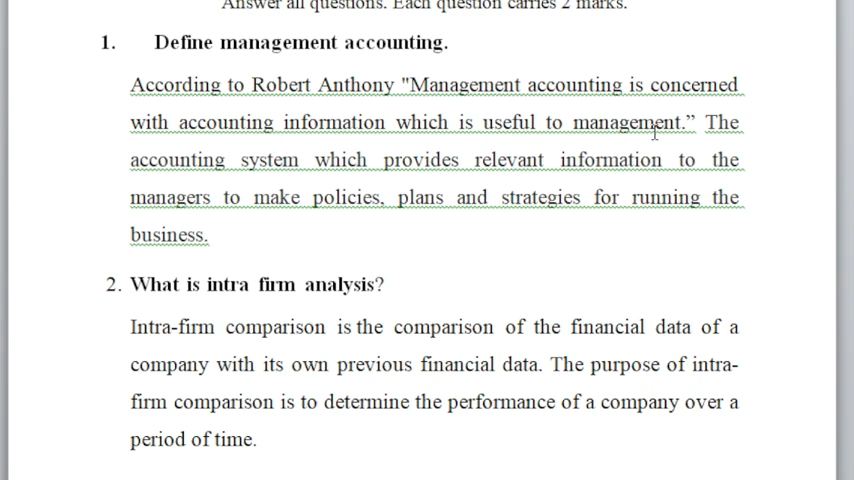 Answer all questions. Each question carries 2 marks.
1. Define management accounting.
According to Robert Anthony "Management accounting is concerned
with accounting information which is useful to management.” The
accounting system which provides relevant information to the
managers to make policies, plans and strategies for running the
business.
2. What is intra firm analysis?
Intra-firm comparison is the comparison of the financial data of a
company with its own previous financial data. The purpose of intra-
firm comparison is to determine the performance of a company over a
period of time.